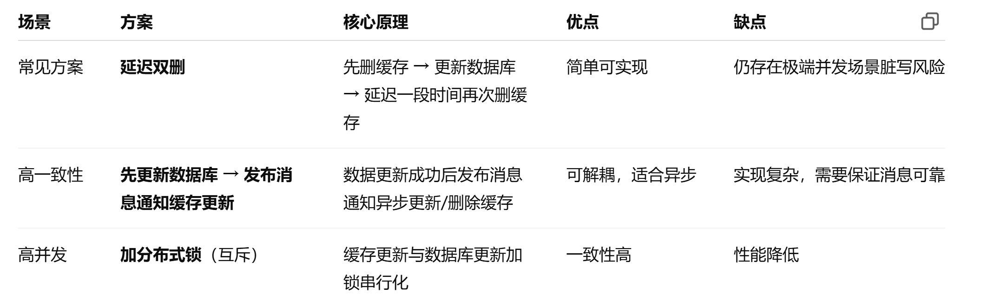 场景 方案 核心原理 优点 缺点
常见方案 延迟双删 先删缓存 → 更新数据库 简单可实现 仍存在极端并发场景脏写风险
→ 延迟一段时间再次删缓
存
高一致性 先更新数据库 → 发布消 数据更新成功后发布消息 可解耦，适合异步 实现复杂，需要保证消息可靠
息通知缓存更新 通知异步更新/删除缓存
高并发 加分布式锁（互斥） 缓存更新与数据库更新加 一致性高 性能降低
锁串行化